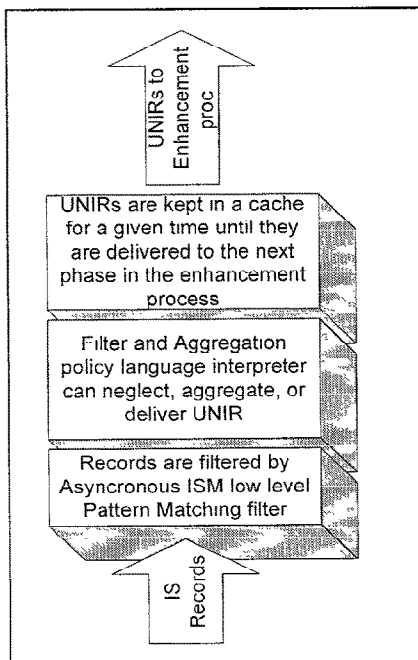 UNIRs to
Enhancement
proc
UNIRs are kept in a cache
for a given time until they
are delivered to the next
phase in the enhancement
process
Filter and Aggregation
policy language interpreter
can neglect, aggregate, or
deliver UNIR
Records are filtered by
Asyncronous ISM low level
Pattern Matching filter
IS
Records